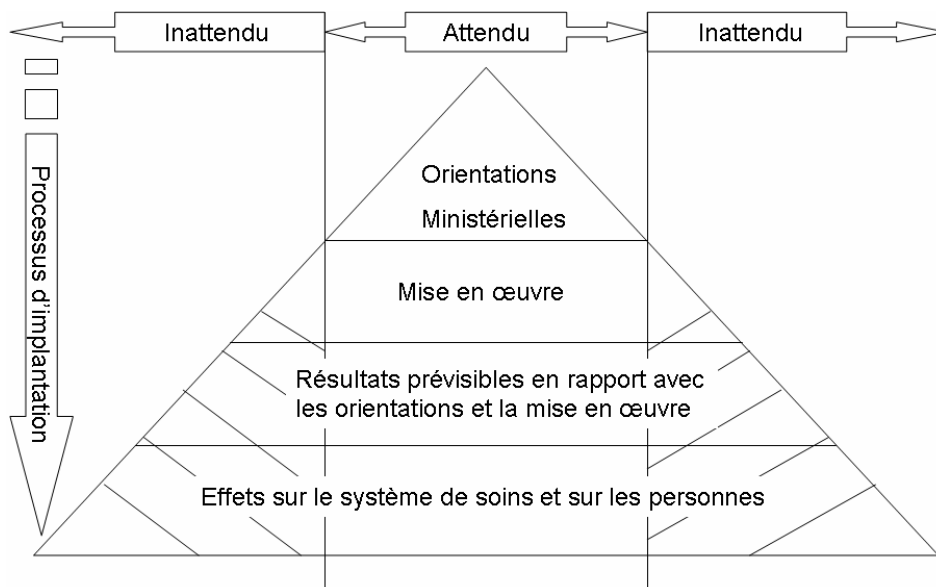 Inattendu
Attendu
Inattendu
Processus d'implantation
Orientations
Ministérielles
Mise en œuvre
Résultats prévisibles en rapport avec
les orientations et la mise en œuvre
Effets sur le système de soins et sur les personnes